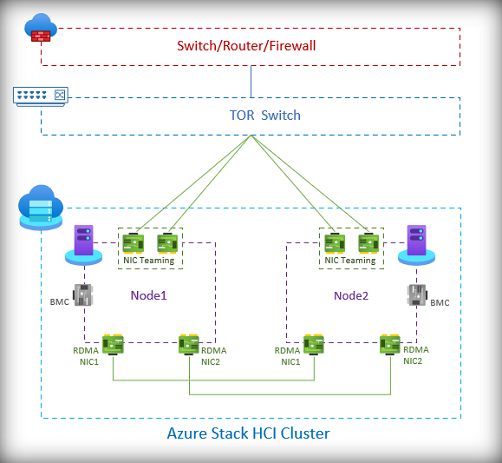 Switch/Router/Firewall
TOR Switch
NIC Teaming
NIC Teaming
BMC
Node1
Node2
BMC
RDMA
NIC1
RDMA
NIC2
RDMA
NIC1
RDMA
NIC2
Azure Stack HCI Cluster